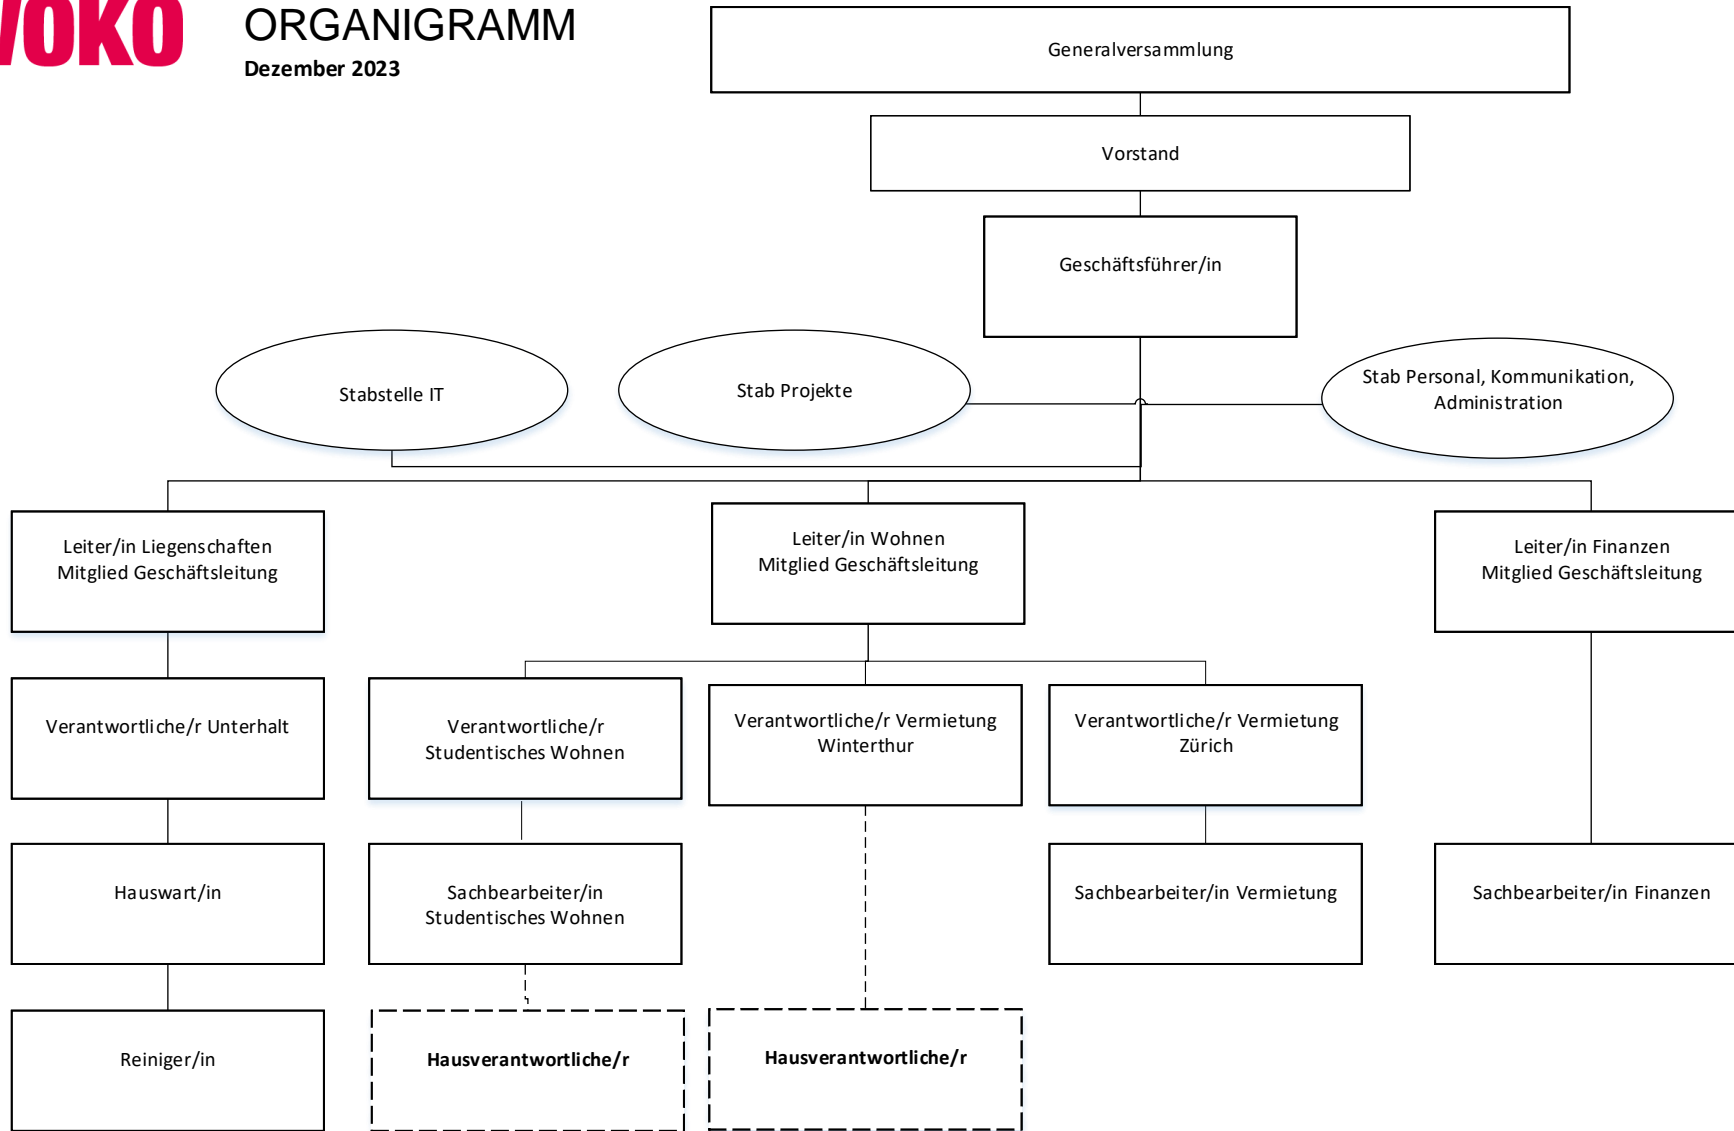 WOKO
ORGANIGRAMM
Dezember 2023
Generalversammlung
Vorstand
Geschäftsführer/in
Stabstelle IT
Stab Projekte
Stab Personal, Kommunikation,
Administration
Leiter/in Liegenschaften
Mitglied Geschäftsleitung
Leiter/in Wohnen
Mitglied Geschäftsleitung
Leiter/in Finanzen
Mitglied Geschäftsleitung
Verantwortliche/r Unterhalt
Verantwortliche/r
Studentisches Wohnen
Verantwortliche/r Vermietung
Winterthur
Verantwortliche/r Vermietung
Zürich
Hauswart/in
Sachbearbeiter/in
Studentisches Wohnen
Sachbearbeiter/in Vermietung
Sachbearbeiter/in Finanzen
Reiniger/in
Hausverantwortliche/r
Hausverantwortliche/r